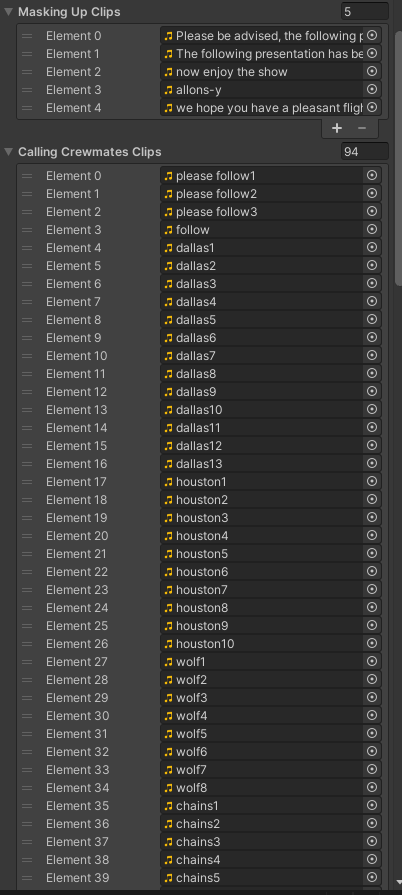 Masking Up Clips 5
Element 0 Please be advised, the following p
Element 1 The following presentation has be
Element 2 now enjoy the show
Element 3 allons-y
Element 4 we hope you have a pleasant fligh
+ −
Calling Crewmates Clips 94
Element 0 please follow1
Element 1 please follow2
Element 2 please follow3
Element 3 follow
Element 4 dallas1
Element 5 dallas2
Element 6 dallas3
Element 7 dallas4
Element 8 dallas5
Element 9 dallas6
Element 10 dallas7
Element 11 dallas8
Element 12 dallas9
Element 13 dallas10
Element 14 dallas11
Element 15 dallas12
Element 16 dallas13
Element 17 houston1
Element 18 houston2
Element 19 houston3
Element 20 houston4
Element 21 houston5
Element 22 houston6
Element 23 houston7
Element 24 houston8
Element 25 houston9
Element 26 houston10
Element 27 wolf1
Element 28 wolf2
Element 29 wolf3
Element 30 wolf4
Element 31 wolf5
Element 32 wolf6
Element 33 wolf7
Element 34 wolf8
Element 35 chains1
Element 36 chains2
Element 37 chains3
Element 38 chains4
Element 39 chains5